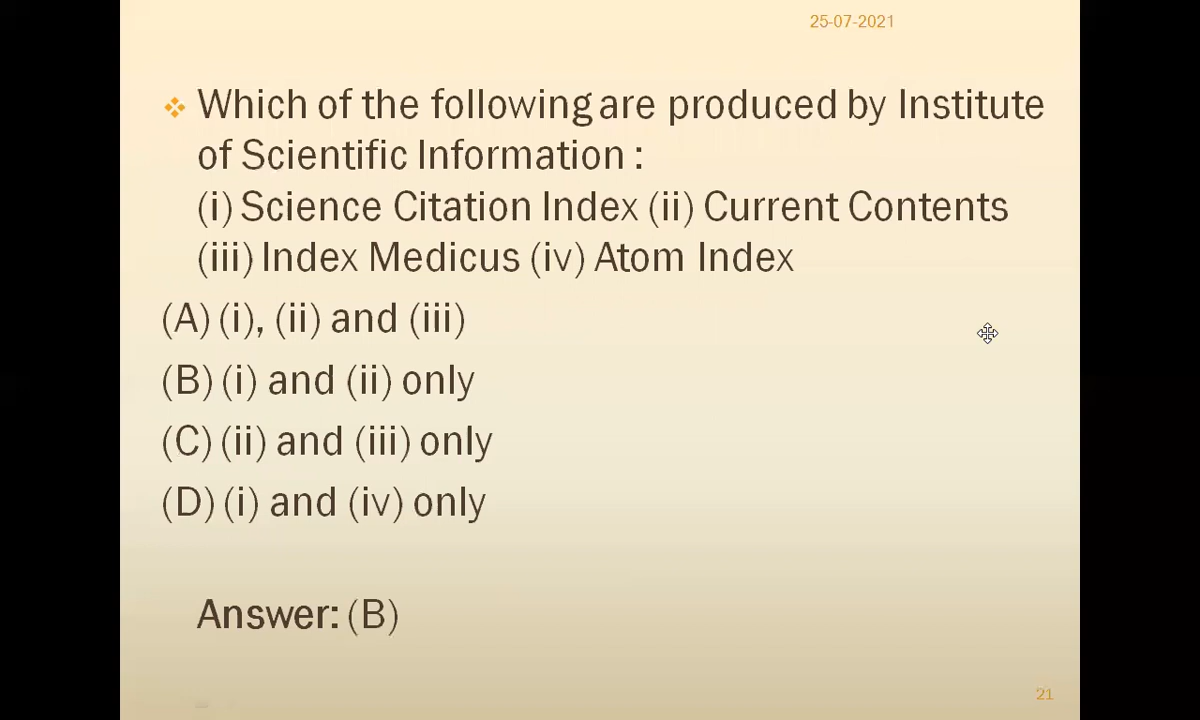 25-07-2021
Which of the following are produced by Institute
of Scientific Information :
(i) Science Citation Index (ii) Current Contents
(iii) Index Medicus (iv) Atom Index
(A) (i), (ii) and (iii)
(B) (i) and (ii) only
(C) (ii) and (iii) only
(D) (i) and (iv) only
Answer: (B)
21